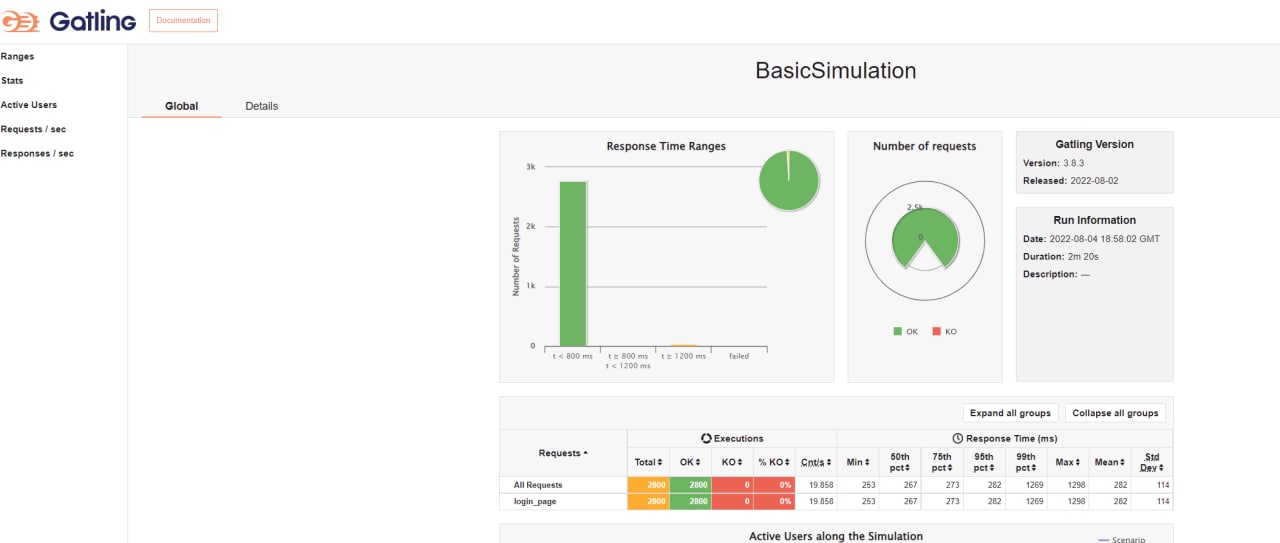 Gatling
Documentation
Ranges
Stats
Active Users
Requests / sec
Responses / sec
BasicSimulation
Global Details
Response Time Ranges
3k
2k
1k
0
Number of Requests
t < 800 ms
t ≥ 800 ms
t < 1200 ms
t ≥ 1200 ms
failed
Number of requests
2.5k
0
OK KO
Gatling Version
Version: 3.8.3
Released: 2022-08-02
Run Information
Date: 2022-08-04 18:58:02 GMT
Duration: 2m 20s
Description: —
Expand all groups Collapse all groups
Requests Executions Response Time (ms)
Total OK KO % KO Cnt/s Min 50th pct 75th pct 95th pct 99th pct Max Mean Std Dev
All Requests 2800 2800 0 0% 19.858 253 267 273 282 1269 1298 282 114
login_page 2800 2800 0 0% 19.858 253 267 273 282 1269 1298 282 114
Active Users along the Simulation
Scenario